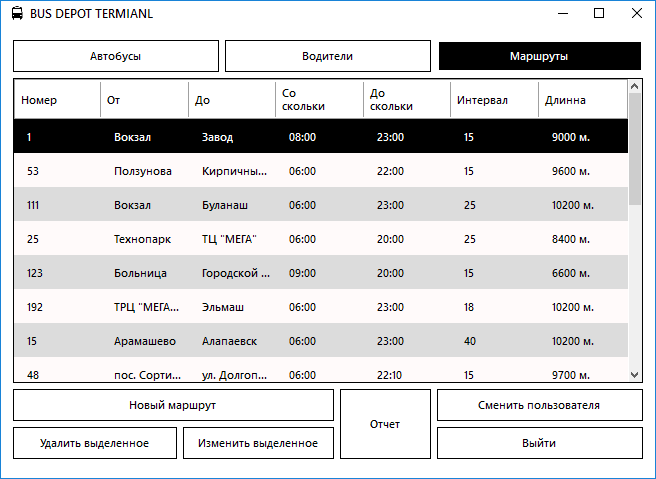 BUS DEPOT TERMIANL
Автобусы Водители Маршруты
Номер От До Со скольки До скольки Интервал Длинна
1 Вокзал Завод 08:00 23:00 15 9000 м.
53 Ползунова Кирпичны... 06:00 22:00 15 9600 м.
111 Вокзал Буланаш 06:00 23:00 25 10200 м.
25 Технопарк ТЦ "МЕГА" 06:00 20:00 25 8400 м.
123 Больница Городской ... 09:00 20:00 15 6600 м.
192 ТРЦ "МЕГА... Эльмаш 06:00 23:00 18 10200 м.
15 Арамашево Алапаевск 06:00 23:00 40 10200 м.
48 пос. Сорти... ул. Долгоп... 06:00 22:10 15 9700 м.
Новый маршрут Отчет Сменить пользователя
Удалить выделенное Изменить выделенное Выйти